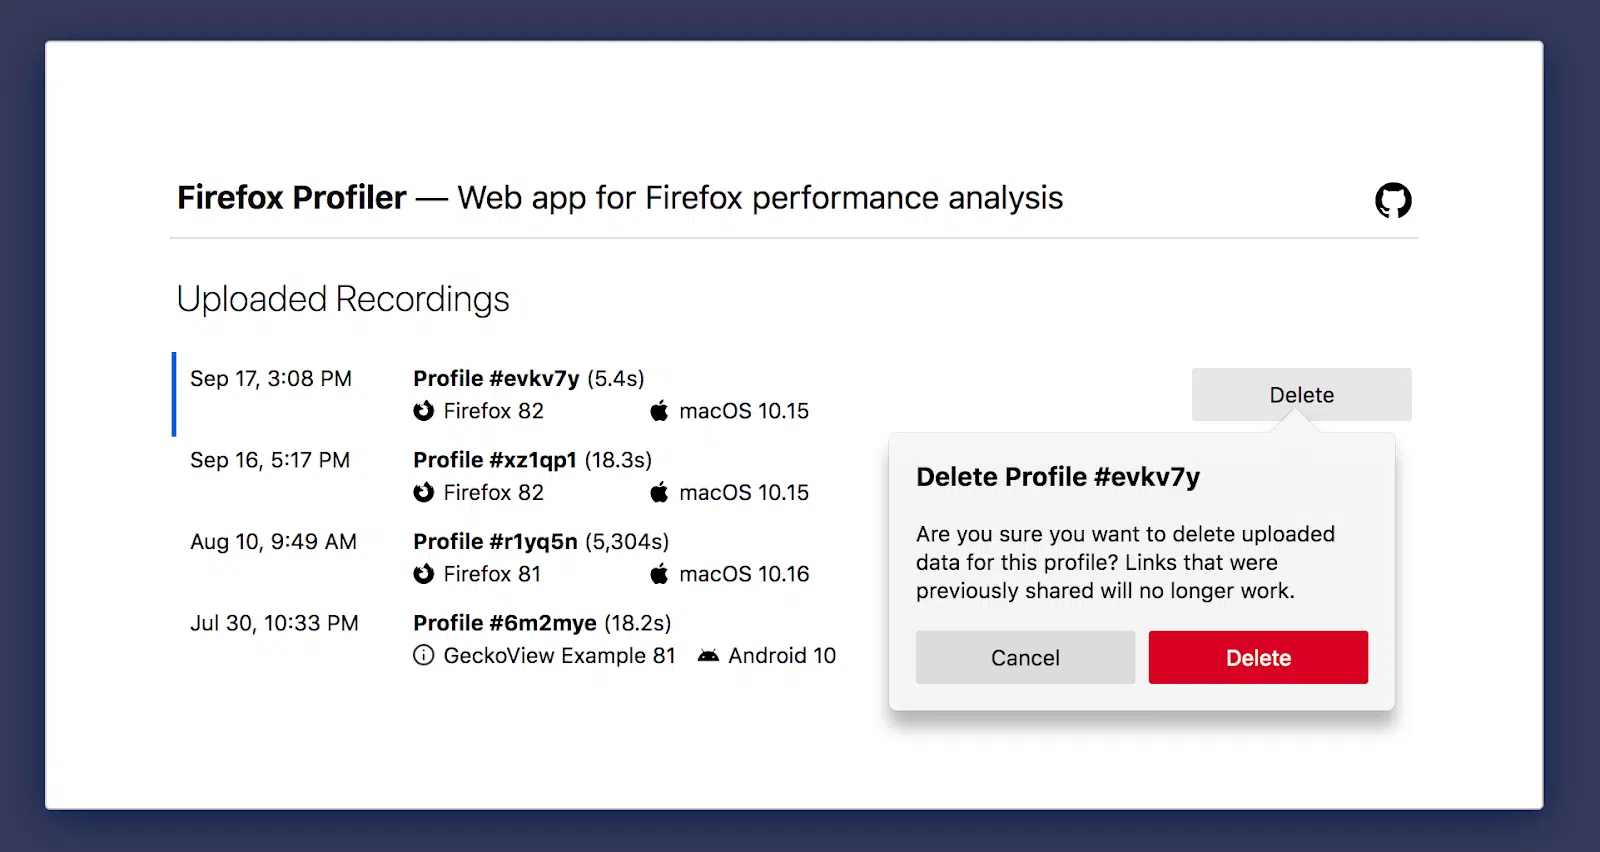 Firefox Profiler — Web app for Firefox performance analysis
Uploaded Recordings
Sep 17, 3:08 PM
Profile #evkv7y (5.4s)
Firefox 82
macOS 10.15
Delete
Sep 16, 5:17 PM
Profile #xz1qp1 (18.3s)
Firefox 82
macOS 10.15
Aug 10, 9:49 AM
Profile #r1yq5n (5,304s)
Firefox 81
macOS 10.16
Jul 30, 10:33 PM
Profile #6m2mye (18.2s)
GeckoView Example 81
Android 10
Delete Profile #evkv7y
Are you sure you want to delete uploaded
data for this profile? Links that were
previously shared will no longer work.
Cancel
Delete